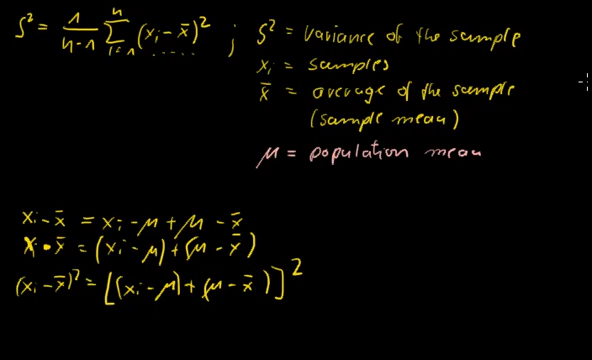 S² = 1/(n-1) n∑i=1 (xᵢ - x̄)² ; S² = variance of the sample
xᵢ = samples
x̄ = average of the sample
(sample mean)
μ = population mean
xᵢ - x̄ = xᵢ - μ + μ - x̄
xᵢ - x̄ = (xᵢ - μ) + (μ - x̄)
(xᵢ - x̄)² = [(xᵢ - μ) + (μ - x̄)]²